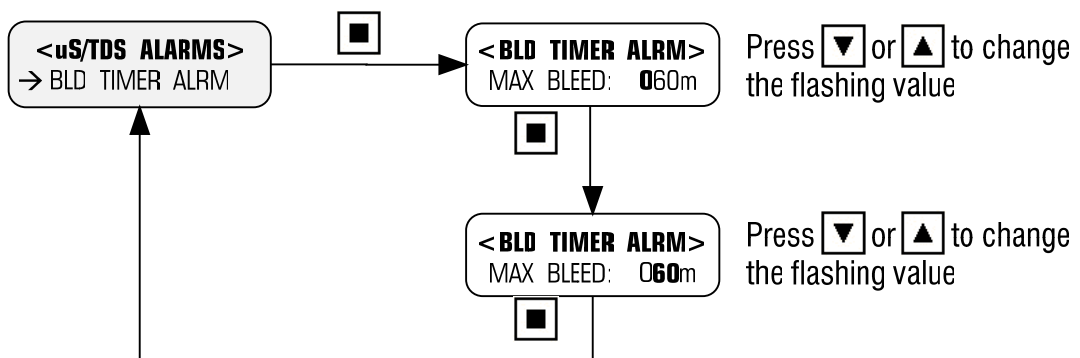 <uS/TDS ALARMS>
→ BLD TIMER ALRM
<BLD TIMER ALRM>
MAX BLEED: 060m
Press ▼ or ▲ to change
the flashing value
<BLD TIMER ALRM>
MAX BLEED: 060m
Press ▼ or ▲ to change
the flashing value